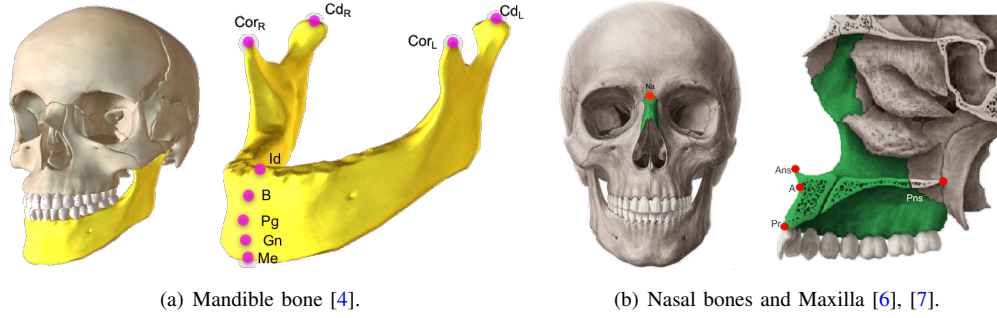 Cor_R
Cd_R
Cd_L
Cor_L
Id
B
Pg
Gn
Me
(a) Mandible bone [4].
Na
Ans
A
Pns
Pr
(b) Nasal bones and Maxilla [6], [7].